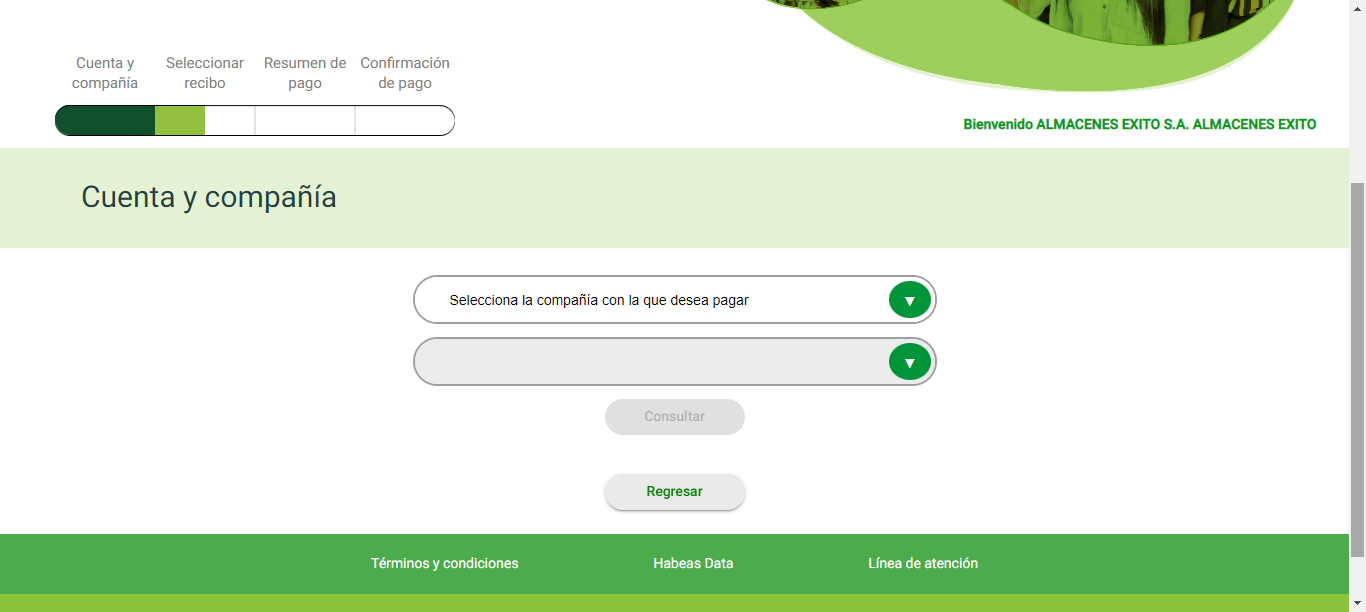 Cuenta y
compañía
Seleccionar
recibo
Resumen de
pago
Confirmación
de pago
Bienvenido ALMACENES EXITO S.A. ALMACENES EXITO
Cuenta y compañía
Selecciona la compañía con la que desea pagar
Consultar
Regresar
Términos y condiciones
Habeas Data
Línea de atención